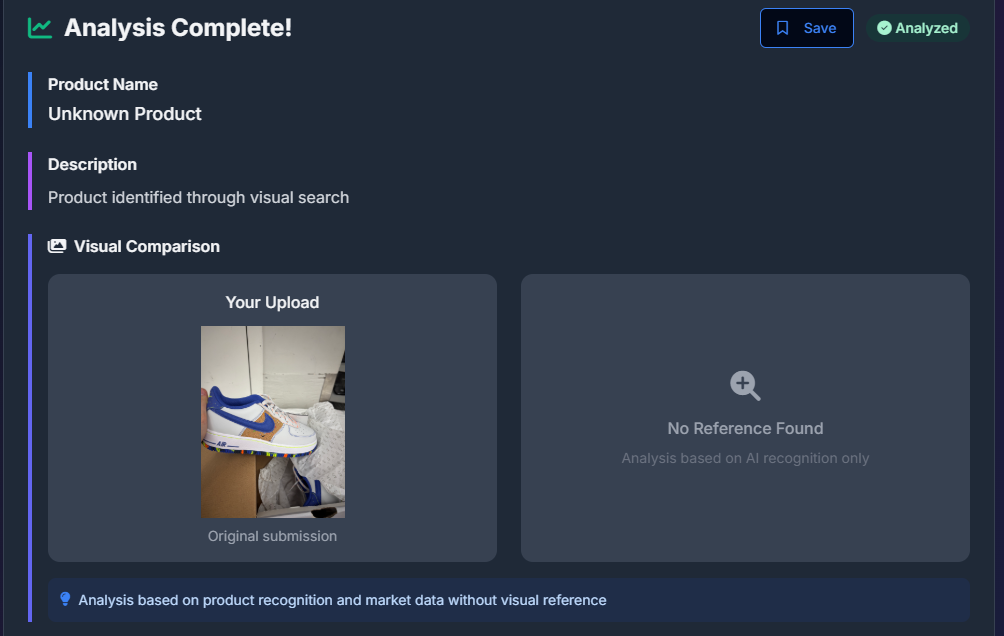 Analysis Complete!
Save
Analyzed
Product Name
Unknown Product
Description
Product identified through visual search
Visual Comparison
Your Upload
AIR
Original submission
No Reference Found
Analysis based on AI recognition only
Analysis based on product recognition and market data without visual reference